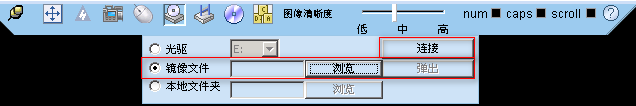 图像清晰度 低 中 高 num caps scroll ?
光驱 E: 连接
镜像文件 浏览 弹出
本地文件夹 浏览